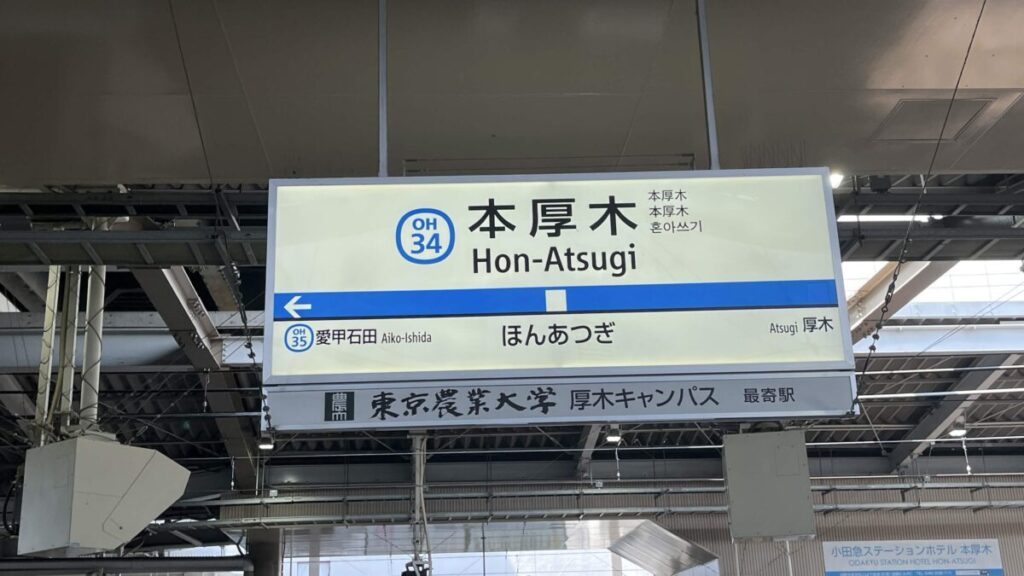 OH
34
本厚木
Hon-Atsugi
本厚木
本厚木
혼아쓰기
OH
35
愛甲石田 Aiko-Ishida
ほんあつぎ
Atsugi 厚木
農大 東京農業大学 厚木キャンパス 最寄駅
小田急ステーションホテル 本厚木
ODAKYU STATION HOTEL HON-ATSUGI